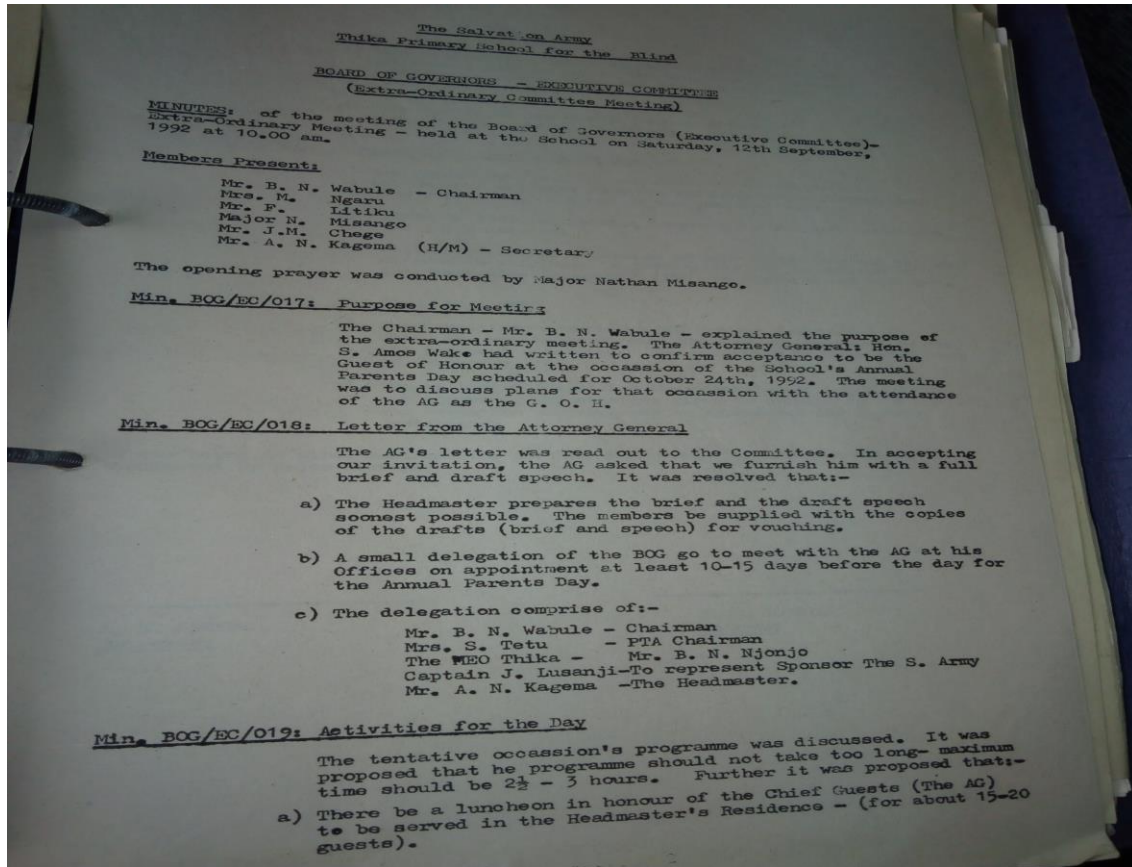 The Salvation Army
Thika Primary School for the Blind
BOARD OF GOVERNORS - EXECUTIVE COMMITTEE
(Extra-Ordinary Committee Meeting)
MINUTES: of the meeting of the Board of Governors (Executive Committee)-
Extra-Ordinary Meeting - held at the School on Saturday, 12th September,
1992 at 10.00 am.
Members Present:
Mr. B. N. Wabule - Chairman
Mrs. M. Ngaru
Mr. F. Litiku
Major N. Misango
Mr. J.M. Chege
Mr. A. N. Kagema (H/M) - Secretary
The opening prayer was conducted by Major Nathan Misango.
Min. BOG/EC/017: Purpose for Meeting
The Chairman - Mr. B. N. Wabule - explained the purpose of
the extra-ordinary meeting. The Attorney General: Hon.
S. Amos Wako had written to confirm acceptance to be the
Guest of Honour at the occassion of the School's Annual
Parents Day scheduled for October 24th, 1992. The meeting
was to discuss plans for that ocoassion with the attendance
of the AG as the G. O. H.
Min. BOG/EC/018: Letter from the Attorney General
The AG's letter was read out to the Committee. In accepting
our invitation, the AG asked that we furnish him with a full
brief and draft speech. It was resolved that:-
a) The Headmaster prepares the brief and the draft speech
soonest possible. The members be supplied with the copies
of the drafts (brief and speech) for vouching.
b) A small delegation of the BOG go to meet with the AG at his
Offices on appointment at least 10-15 days before the day for
the Annual Parents Day.
c) The delegation comprise of:-
Mr. B. N. Wabule - Chairman
Mrs. S. Tetu - PTA Chairman
The MEO Thika - Mr. B. N. Njonjo
Captain J. Lusanji-To represent Sponsor The S. Army
Mr. A. N. Kagema -The Headmaster.
Min. BOG/EC/019: Activities for the Day
The tentative occassion's programme was discussed. It was
proposed that he programme should not take too long- maximum
time should be 2½ - 3 hours. Further it was proposed that:-
a) There be a luncheon in honour of the Chief Guests (The AG)
to be served in the Headmaster's Residence - (for about 15-20
guests).